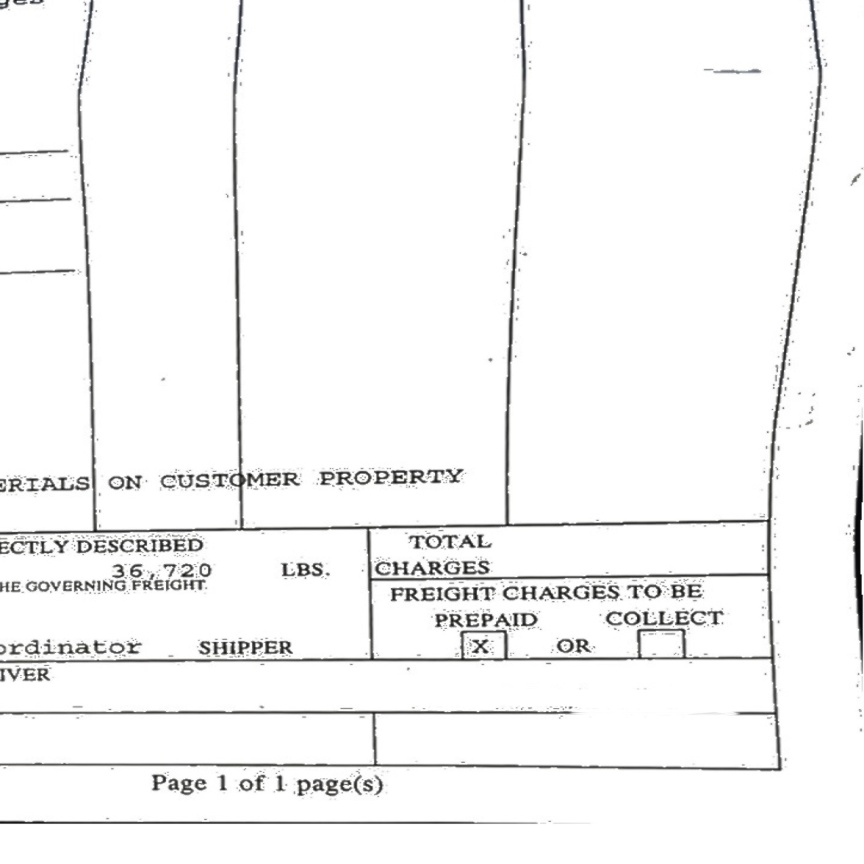 ges
ERIALS ON CUSTOMER PROPERTY
ECTLY DESCRIBED
36,720 LBS.
HE GOVERNING FREIGHT
TOTAL
CHARGES
FREIGHT CHARGES TO BE
PREPAID COLLECT
X OR
ordinator SHIPPER
IVER
Page 1 of 1 page(s)